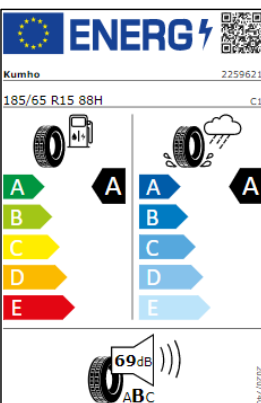 ENERG
Kumho 2259621
185/65 R15 88H C1
A A A A
B B
C C
D D
E E
69dB
ABC